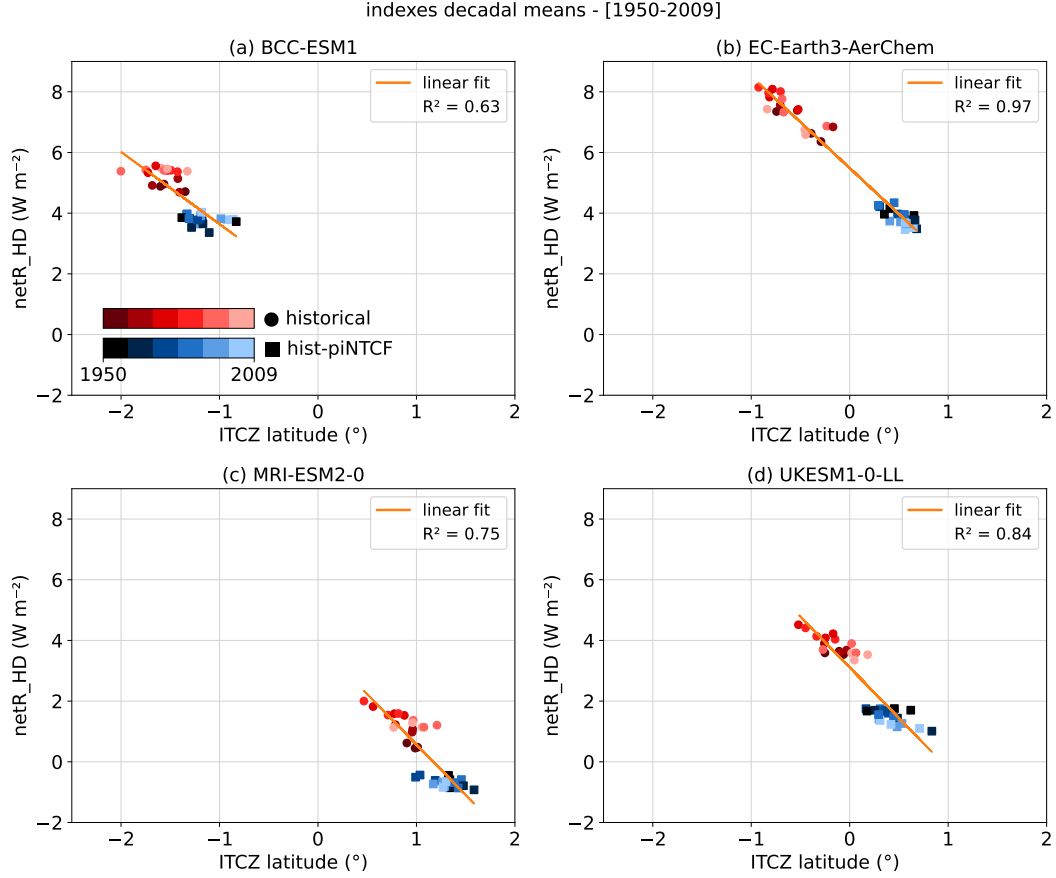 indexes decadal means - [1950-2009]
(a) BCC-ESM1
netR_HD (W m⁻²)
8
6
4
2
0
−2
linear fit
R² = 0.63
historical
hist-piNTCF
1950 2009
−2 −1 0 1 2
ITCZ latitude (°)
(b) EC-Earth3-AerChem
netR_HD (W m⁻²)
8
6
4
2
0
−2
linear fit
R² = 0.97
−2 −1 0 1 2
ITCZ latitude (°)
(c) MRI-ESM2-0
netR_HD (W m⁻²)
8
6
4
2
0
−2
linear fit
R² = 0.75
−2 −1 0 1 2
ITCZ latitude (°)
(d) UKESM1-0-LL
netR_HD (W m⁻²)
8
6
4
2
0
−2
linear fit
R² = 0.84
−2 −1 0 1 2
ITCZ latitude (°)